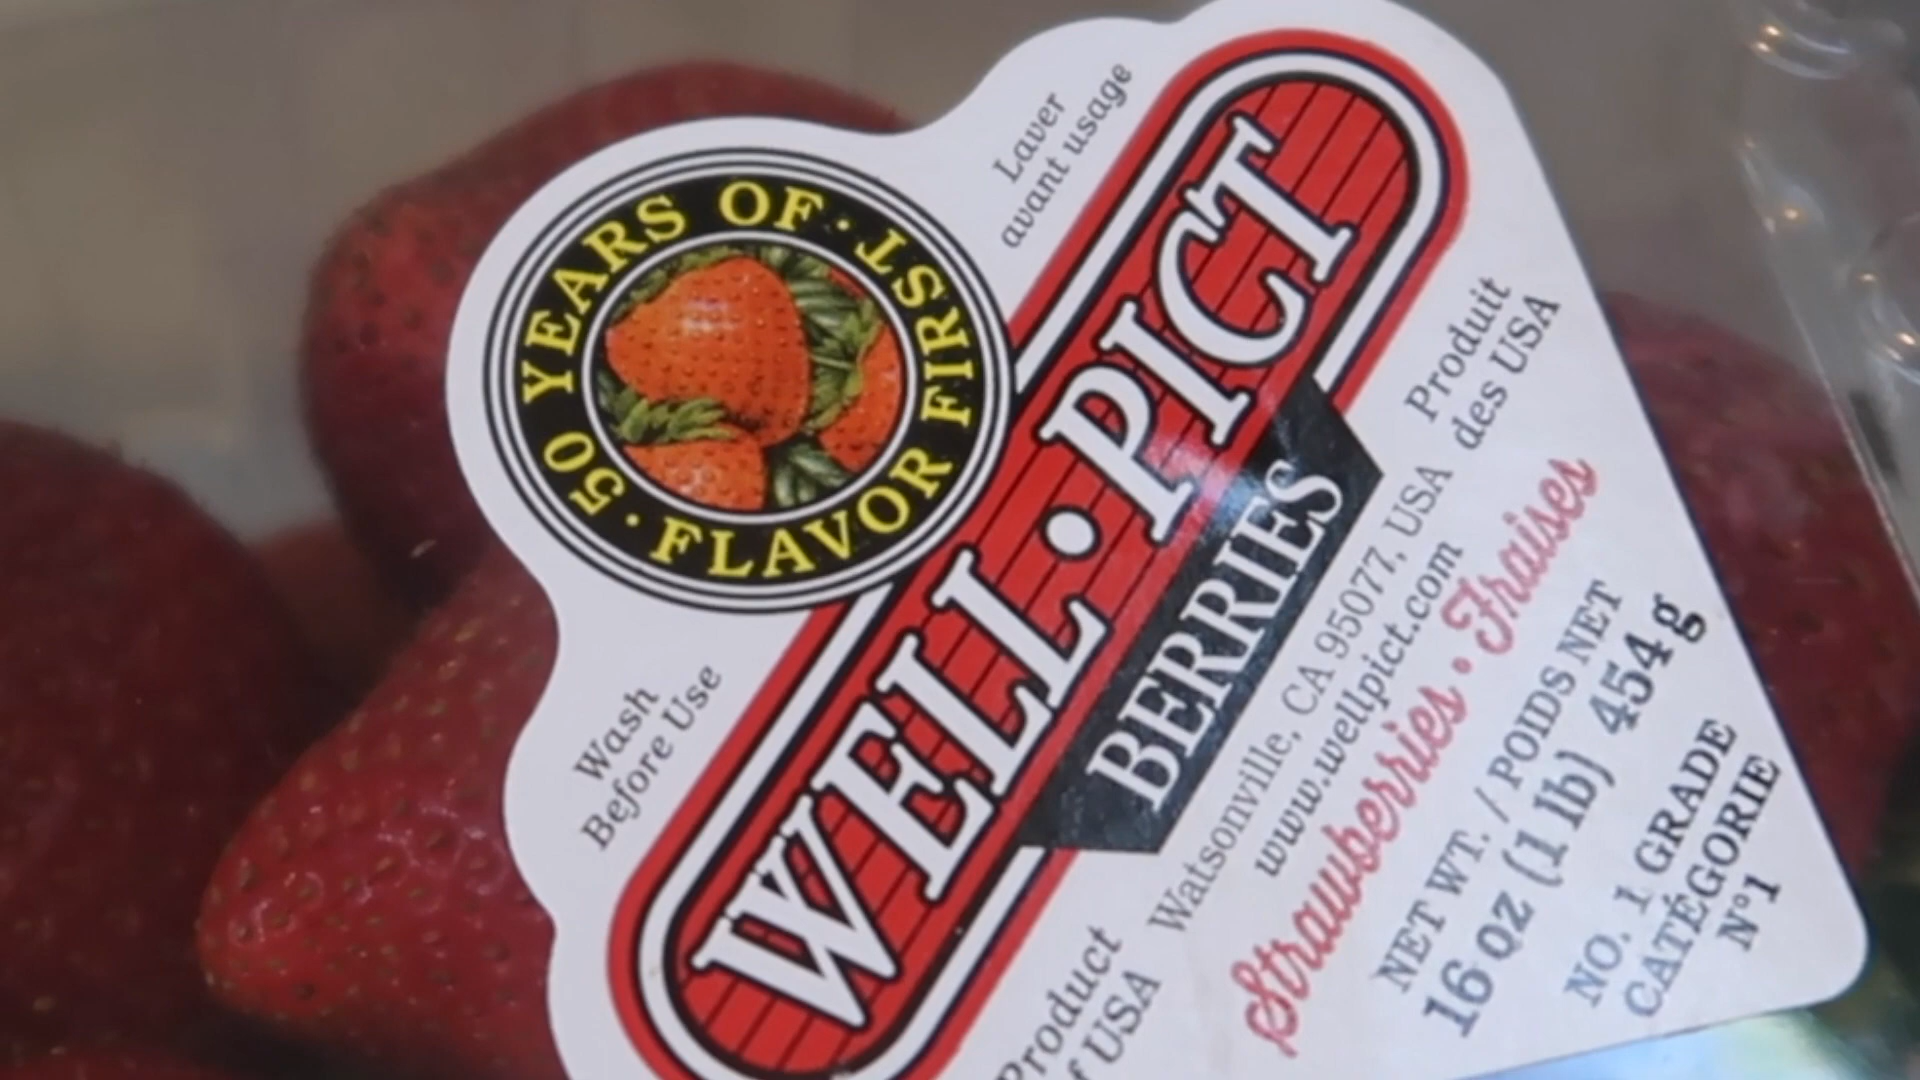 50 YEARS OF · FLAVOR FIRST ·
Laver
avant usage
Wash
Before Use
WELL·PICT
BERRIES
Produit
des USA
Product
of USA
Watsonville, CA 95077, USA
www.wellpict.com
Strawberries · Fraises
NET WT. / POIDS NET
16 OZ (1 lb) 454 g
NO. 1 GRADE
CATÉGORIE
N°1